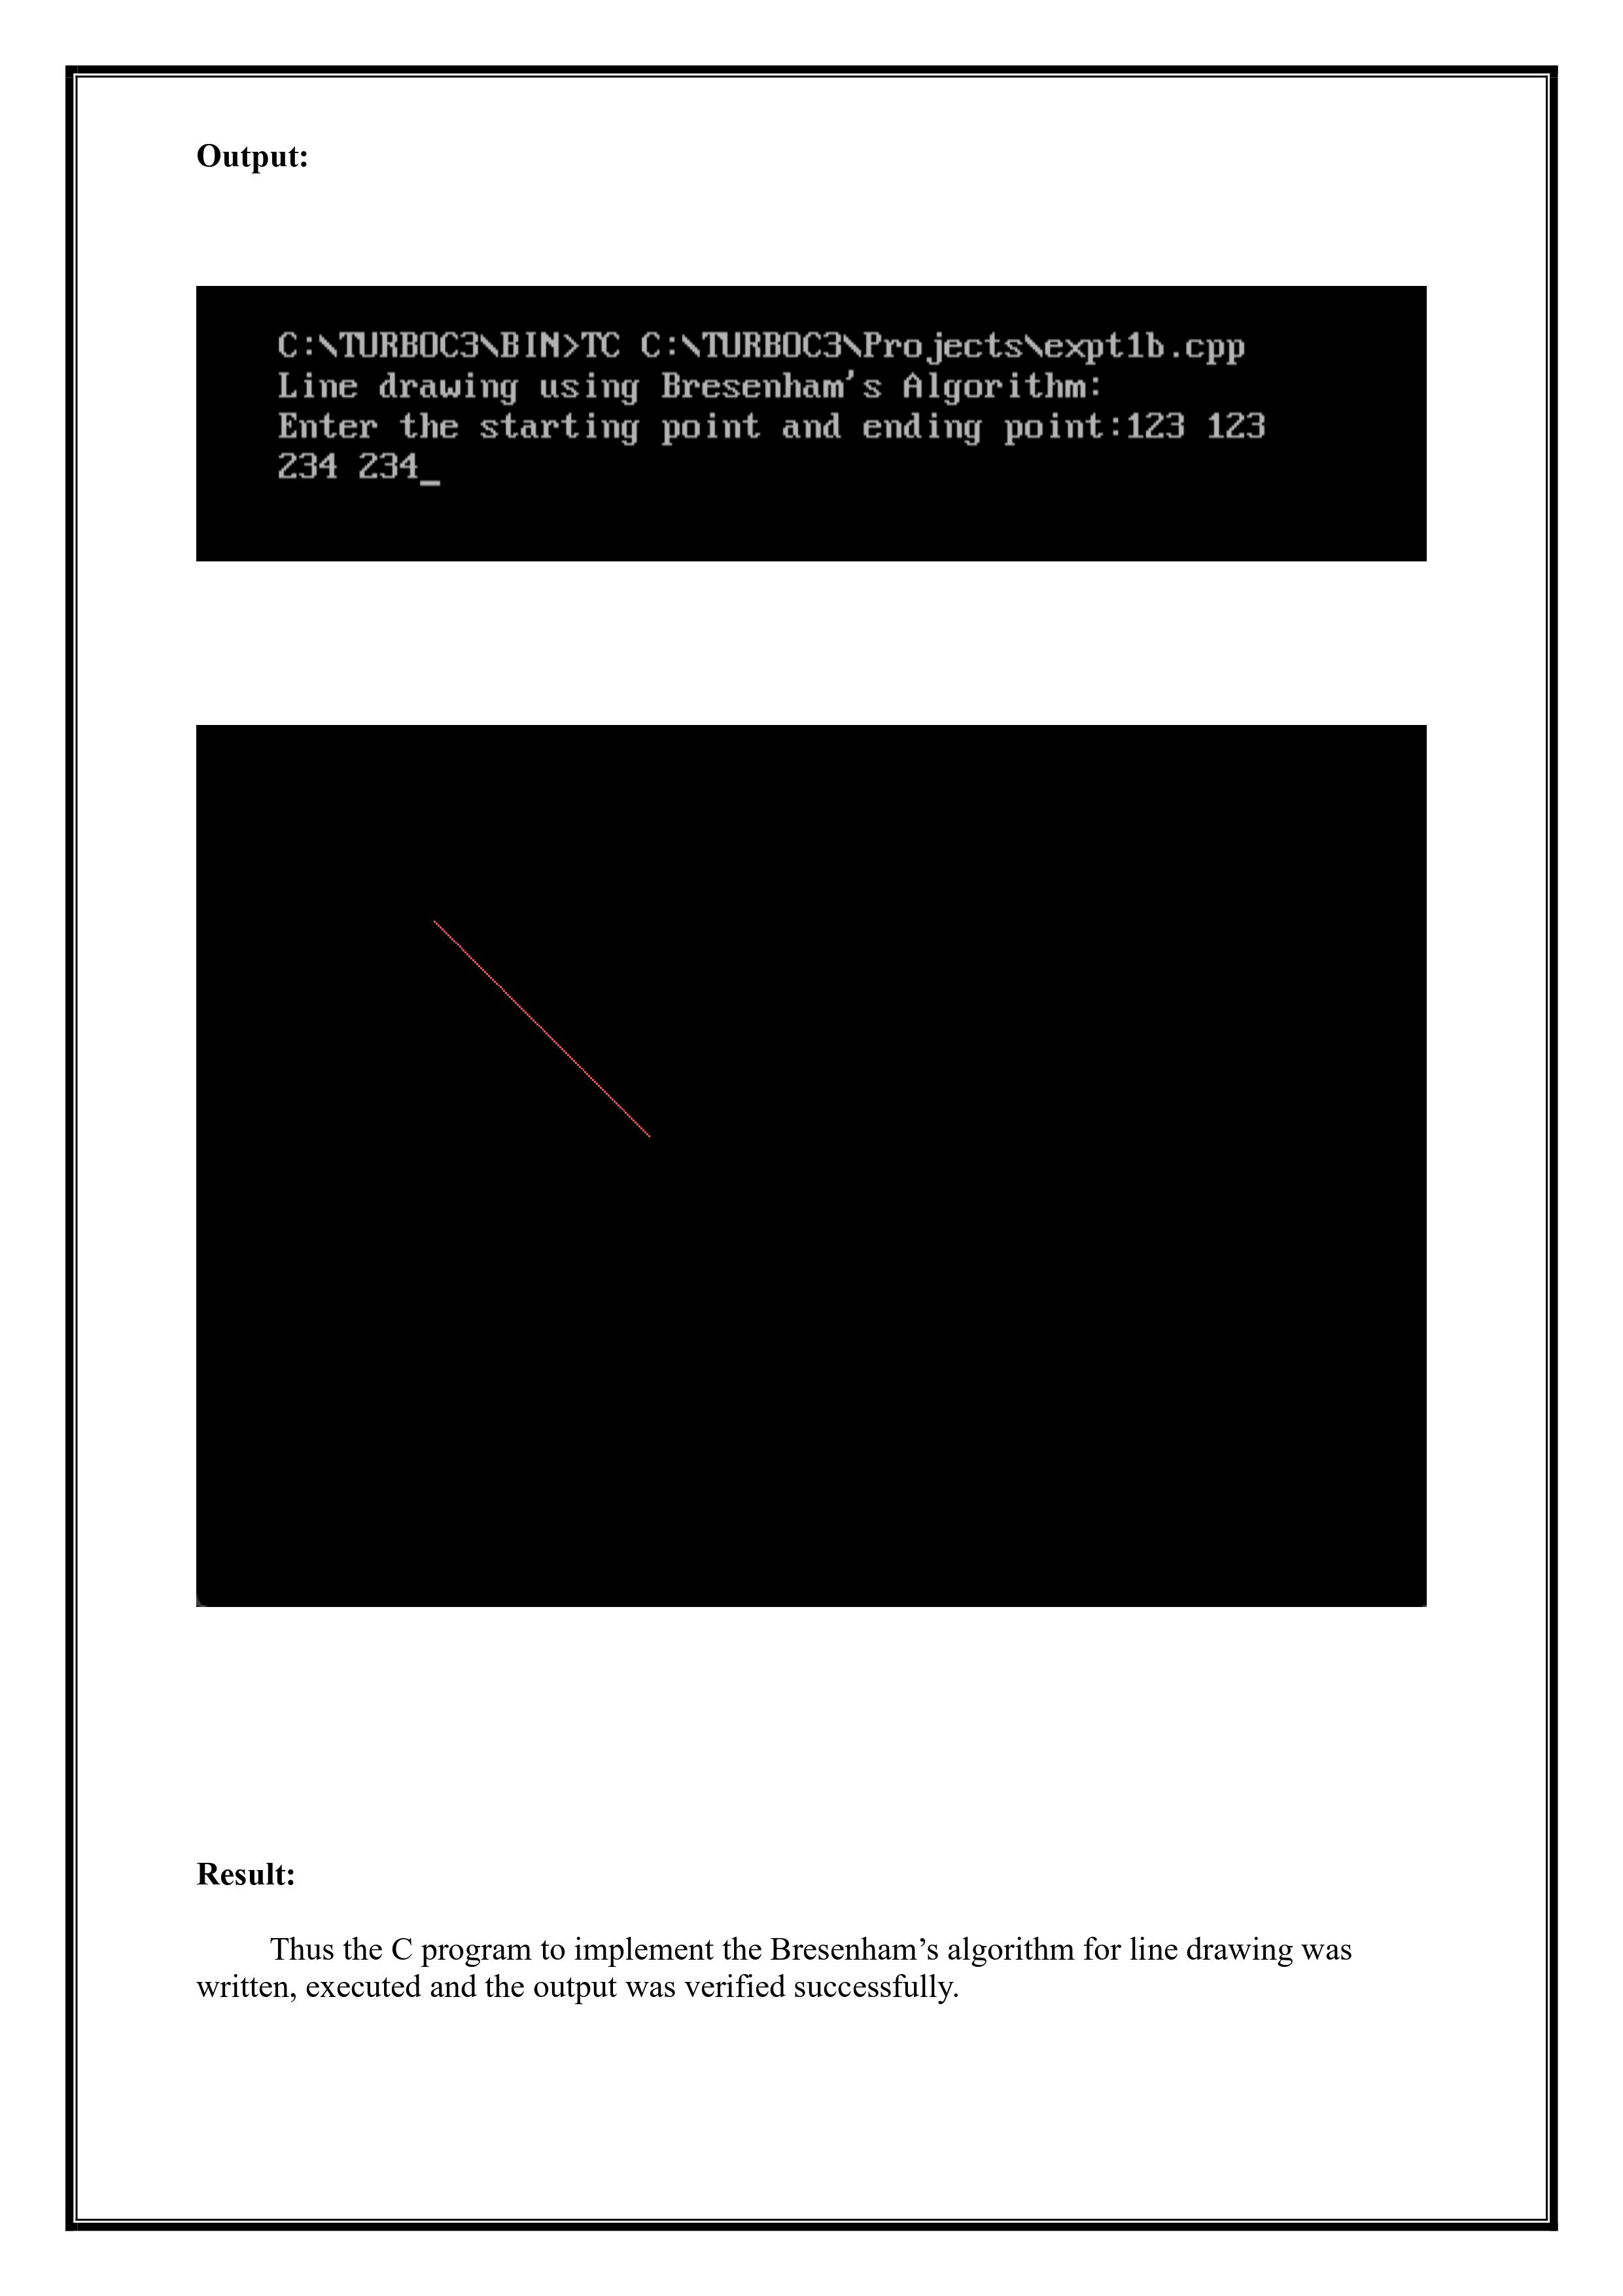 Output:
C:\TURBOC3\BIN>TC C:\TURBOC3\Projects\expt1b.cpp
Line drawing using Bresenham's Algorithm:
Enter the starting point and ending point:123 123
234 234_
Result:
Thus the C program to implement the Bresenham’s algorithm for line drawing was
written, executed and the output was verified successfully.